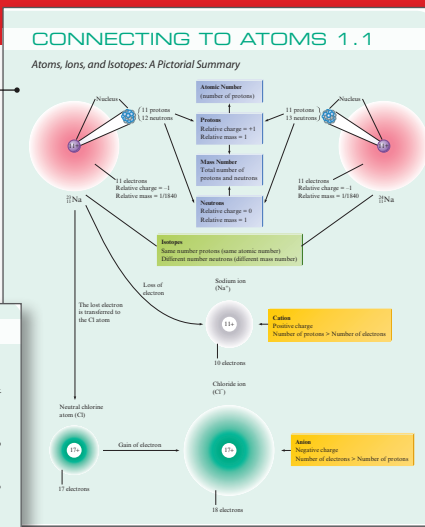 CONNECTING TO ATOMS 1.1
Atoms, Ions, and Isotopes: A Pictorial Summary
Nucleus
11 protons
12 neutrons
11+
11 electrons
Relative charge = –1
Relative mass = 1/1840
23
11Na
Atomic Number
(number of protons)
Protons
Relative charge = +1
Relative mass = 1
Mass Number
Total number of
protons and neutrons
Neutrons
Relative charge = 0
Relative mass = 1
11 protons
13 neutrons
Nucleus
11+
11 electrons
Relative charge = –1
Relative mass = 1/1840
24
11Na
Isotopes
Same number protons (same atomic number)
Different number neutrons (different mass number)
Loss of
electron
The lost electron
is transferred to
the Cl atom
Sodium ion
(Na+)
11+
10 electrons
Cation
Positive charge
Number of protons > Number of electrons
Neutral chlorine
atom (Cl)
17+
17 electrons
Gain of electron
Chloride ion
(Cl–)
17+
18 electrons
Anion
Negative charge
Number of electrons > Number of protons